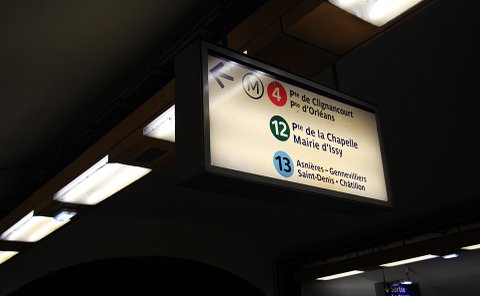 M 4 Pte de Clignancourt
Pte d'Orléans
12 Pte de la Chapelle
Mairie d'Issy
13 Asnières - Gennevilliers
Saint-Denis - Châtillon
Sortie